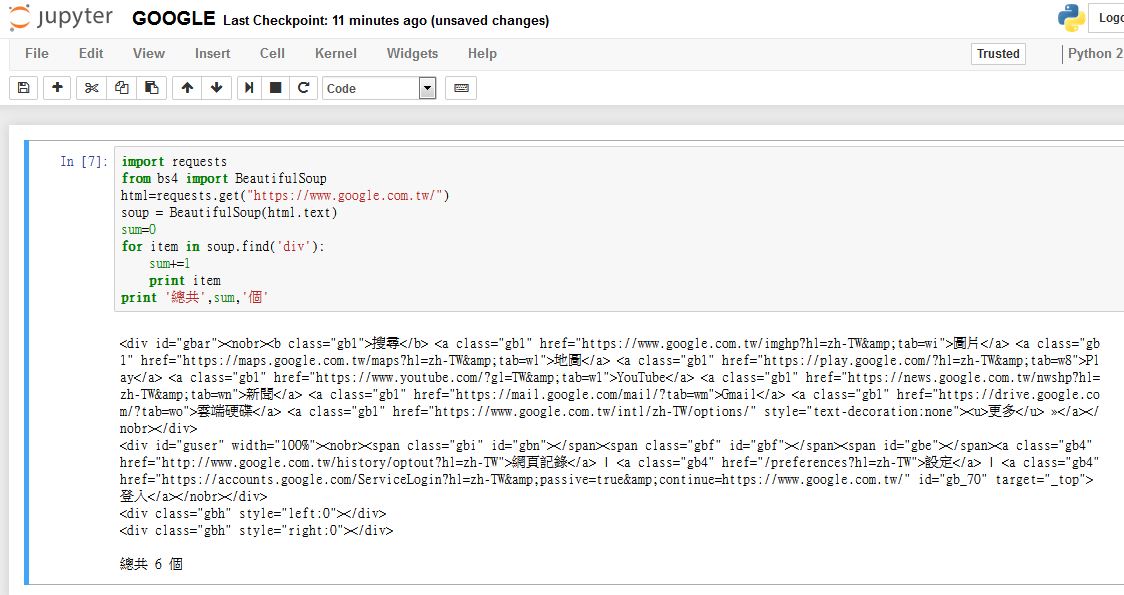 jupyter GOOGLE Last Checkpoint: 11 minutes ago (unsaved changes) Logo
File Edit View Insert Cell Kernel Widgets Help Trusted Python 2
Code
In [7]: import requests
from bs4 import BeautifulSoup
html=requests.get("https://www.google.com.tw/")
soup = BeautifulSoup(html.text)
sum=0
for item in soup.find('div'):
    sum+=1
    print item
print '總共',sum,'個'
<div id="gbar"><nobr><b class="gb1">搜尋</b> <a class="gb1" href="https://www.google.com.tw/imghp?hl=zh-TW&amp;tab=wi">圖片</a> <a class="gb
1" href="https://maps.google.com.tw/maps?hl=zh-TW&amp;tab=wl">地圖</a> <a class="gb1" href="https://play.google.com/?hl=zh-TW&amp;tab=w8">Pl
ay</a> <a class="gb1" href="https://www.youtube.com/?gl=TW&amp;tab=w1">YouTube</a> <a class="gb1" href="https://news.google.com.tw/nwshp?hl=
zh-TW&amp;tab=wn">新聞</a> <a class="gb1" href="https://mail.google.com/mail/?tab=wm">Gmail</a> <a class="gb1" href="https://drive.google.co
m/?tab=wo">雲端硬碟</a> <a class="gb1" href="https://www.google.com.tw/intl/zh-TW/options/" style="text-decoration:none"><u>更多</u> »</a></
nobr></div>
<div id="guser" width="100%"><nobr><span class="gbi" id="gbn"></span><span class="gbf" id="gbf"></span><span id="gbe"></span><a class="gb4"
href="http://www.google.com.tw/history/optout?hl=zh-TW">網頁記錄</a> | <a class="gb4" href="/preferences?hl=zh-TW">設定</a> | <a class="gb4"
href="https://accounts.google.com/ServiceLogin?hl=zh-TW&amp;passive=true&amp;continue=https://www.google.com.tw/" id="gb_70" target="_top">
登入</a></nobr></div>
<div class="gbh" style="left:0"></div>
<div class="gbh" style="right:0"></div>
總共 6 個